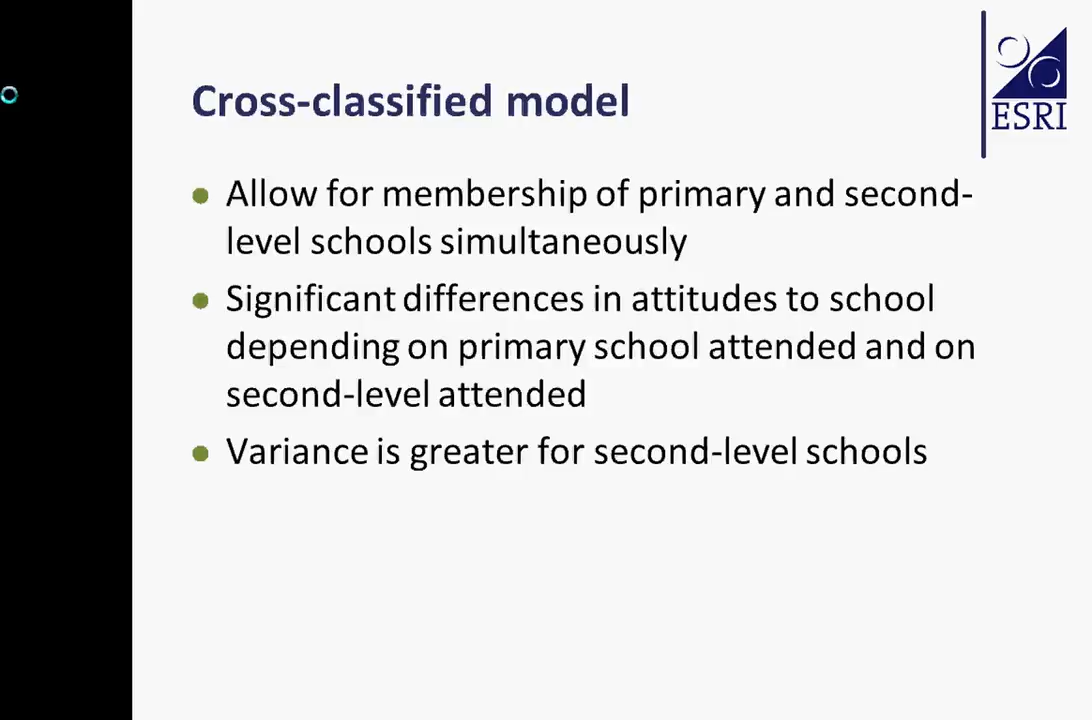 Cross-classified model
ESRI
Allow for membership of primary and second-
level schools simultaneously
Significant differences in attitudes to school
depending on primary school attended and on
second-level attended
Variance is greater for second-level schools